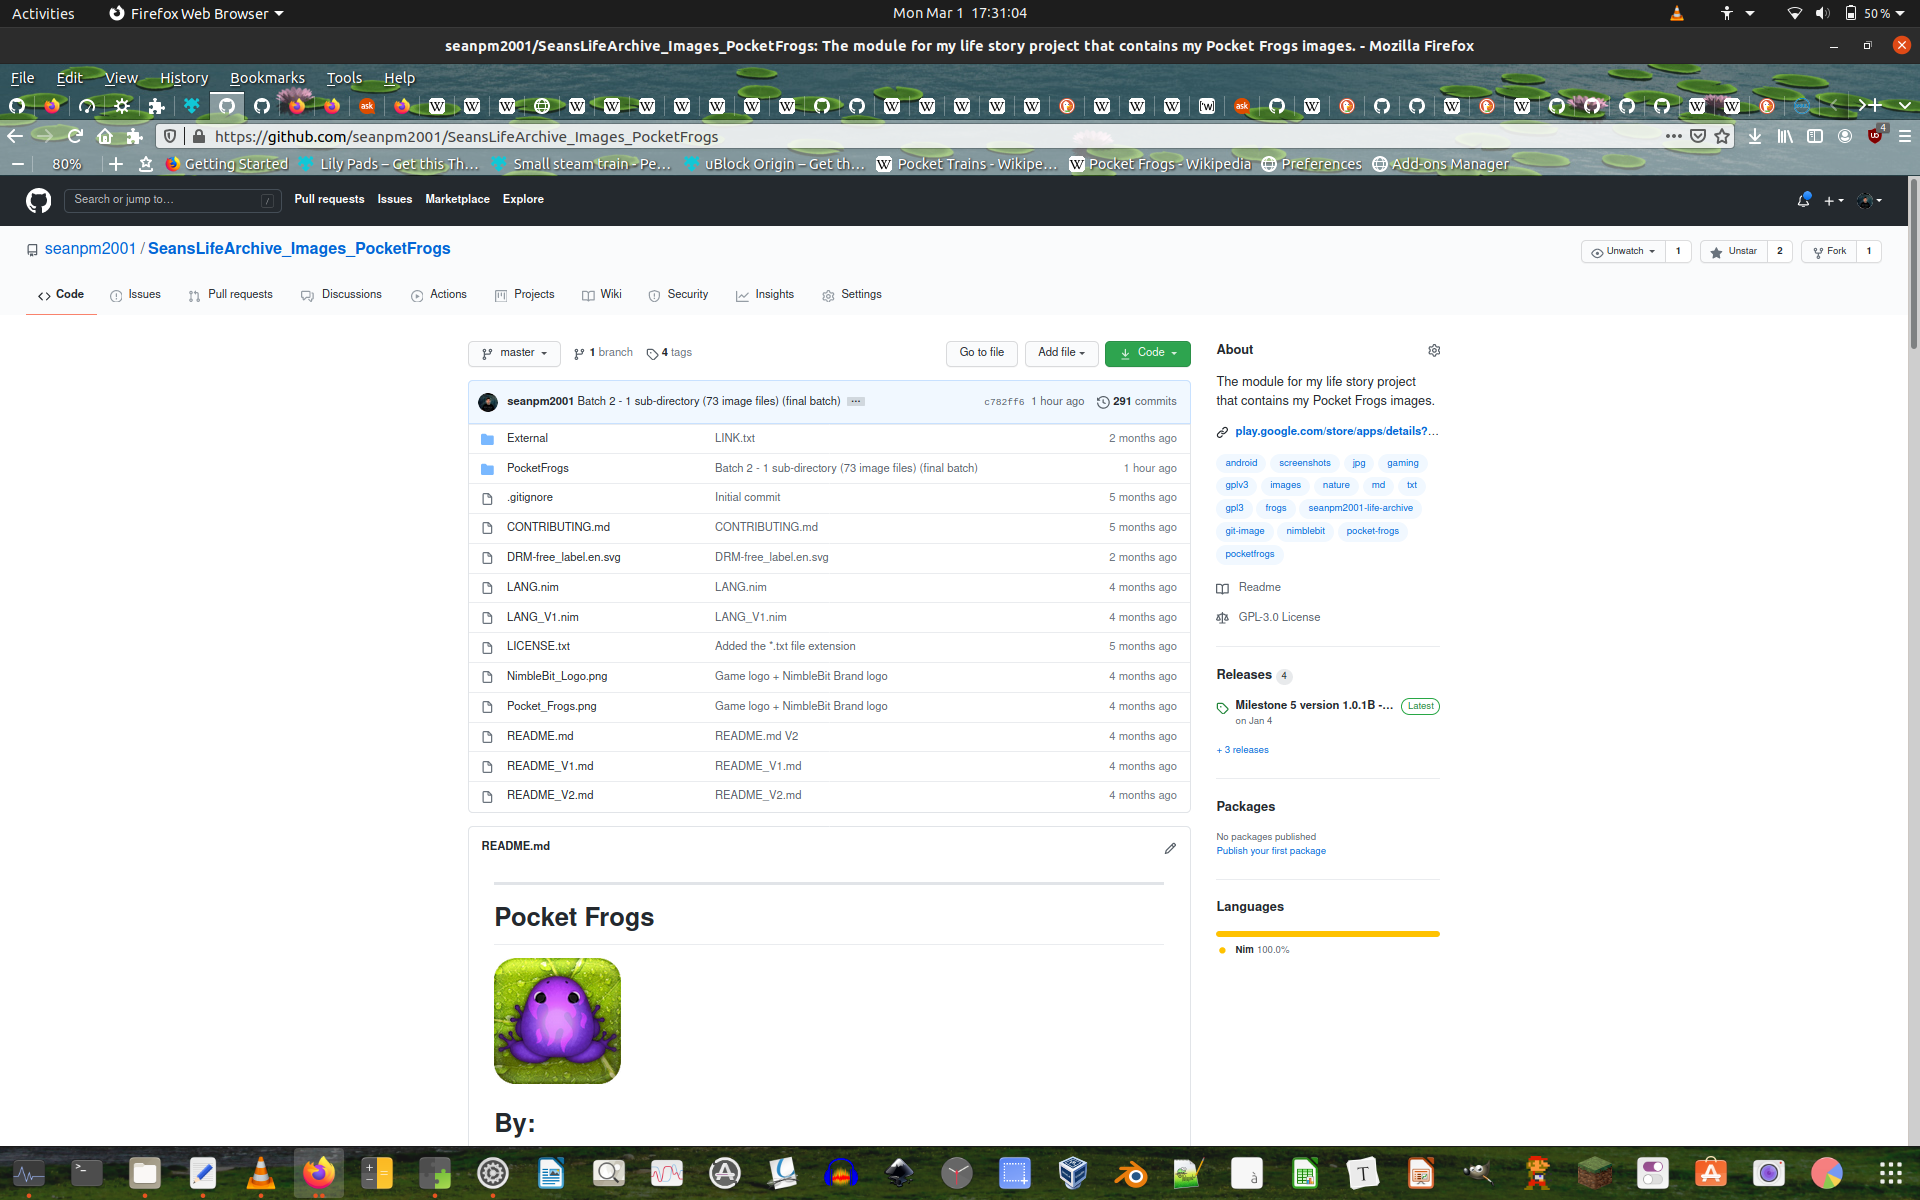 Activities Firefox Web Browser Mon Mar 1 17:31:04 50 %
seanpm2001/SeansLifeArchive_Images_PocketFrogs: The module for my life story project that contains my Pocket Frogs images. - Mozilla Firefox
File Edit View History Bookmarks Tools Help
https://github.com/seanpm2001/SeansLifeArchive_Images_PocketFrogs
80% Getting Started Lily Pads – Get this Th… Small steam train - Pe… uBlock Origin – Get th… Pocket Trains - Wikipe… Pocket Frogs - Wikipedia Preferences Add-ons Manager
Search or jump to… / Pull requests Issues Marketplace Explore
seanpm2001 / SeansLifeArchive_Images_PocketFrogs Unwatch 1 Unstar 2 Fork 1
Code Issues Pull requests Discussions Actions Projects Wiki Security Insights Settings
master 1 branch 4 tags Go to file Add file Code
seanpm2001 Batch 2 - 1 sub-directory (73 image files) (final batch) ... c782ff6 1 hour ago 291 commits
External LINK.txt 2 months ago
PocketFrogs Batch 2 - 1 sub-directory (73 image files) (final batch) 1 hour ago
.gitignore Initial commit 5 months ago
CONTRIBUTING.md CONTRIBUTING.md 5 months ago
DRM-free_label.en.svg DRM-free_label.en.svg 2 months ago
LANG.nim LANG.nim 4 months ago
LANG_V1.nim LANG_V1.nim 4 months ago
LICENSE.txt Added the *.txt file extension 5 months ago
NimbleBit_Logo.png Game logo + NimbleBit Brand logo 4 months ago
Pocket_Frogs.png Game logo + NimbleBit Brand logo 4 months ago
README.md README.md V2 4 months ago
README_V1.md README_V1.md 4 months ago
README_V2.md README_V2.md 4 months ago
README.md
Pocket Frogs
By:
About
The module for my life story project
that contains my Pocket Frogs images.
play.google.com/store/apps/details?…
android screenshots jpg gaming
gplv3 images nature md txt
gpl3 frogs seanpm2001-life-archive
git-image nimblebit pocket-frogs
pocketfrogs
Readme
GPL-3.0 License
Releases 4
Milestone 5 version 1.0.1B -... Latest
on Jan 4
+ 3 releases
Packages
No packages published
Publish your first package
Languages
Nim 100.0%